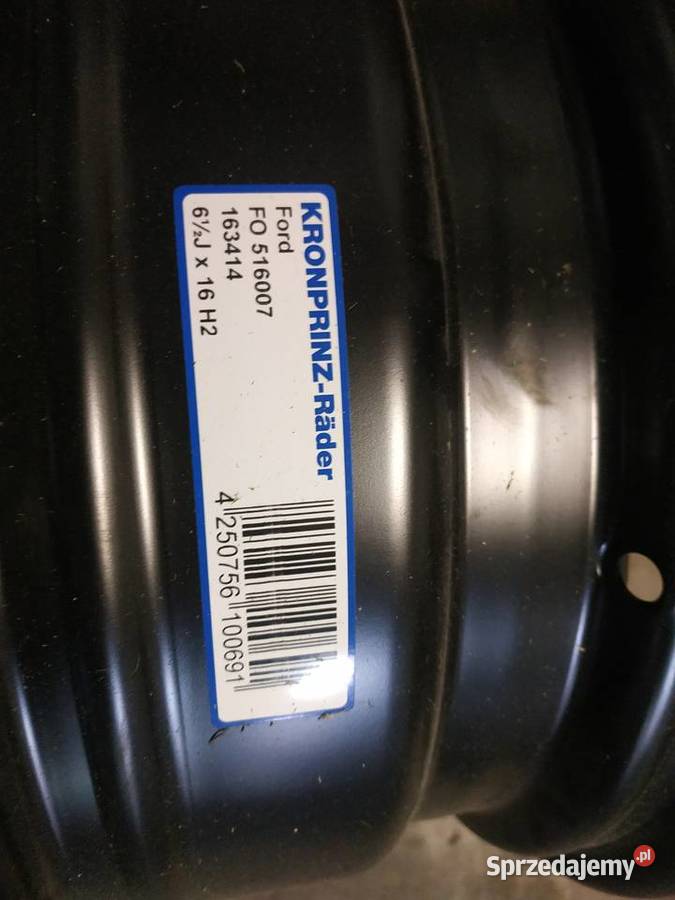 KRONPRINZ-Räder
Ford
FO 516007
163414
6½J x 16 H2
4 250756 100691
Sprzedajemy.pl